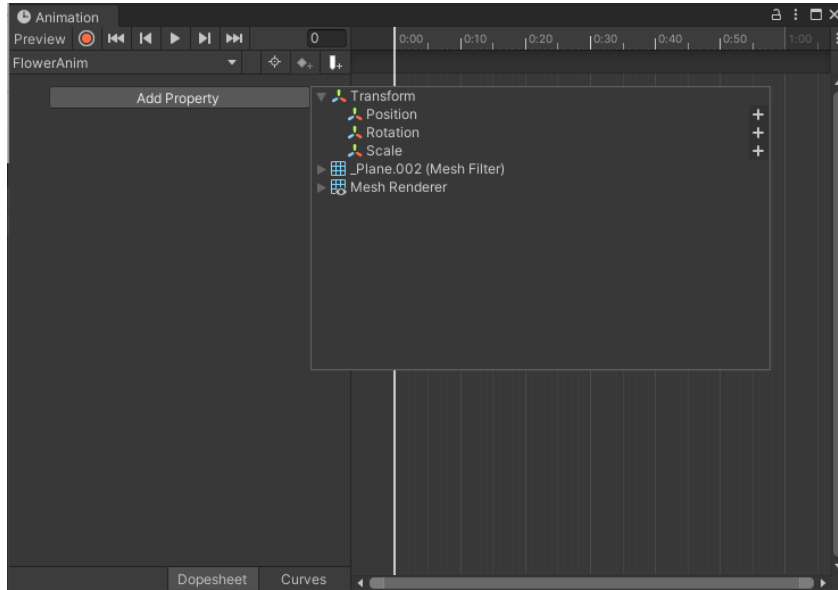 Animation
Preview 0 0:00 0:10 0:20 0:30 0:40 0:50 1:00
FlowerAnim
Add Property
Transform
Position
Rotation
Scale
_Plane.002 (Mesh Filter)
Mesh Renderer
Dopesheet Curves